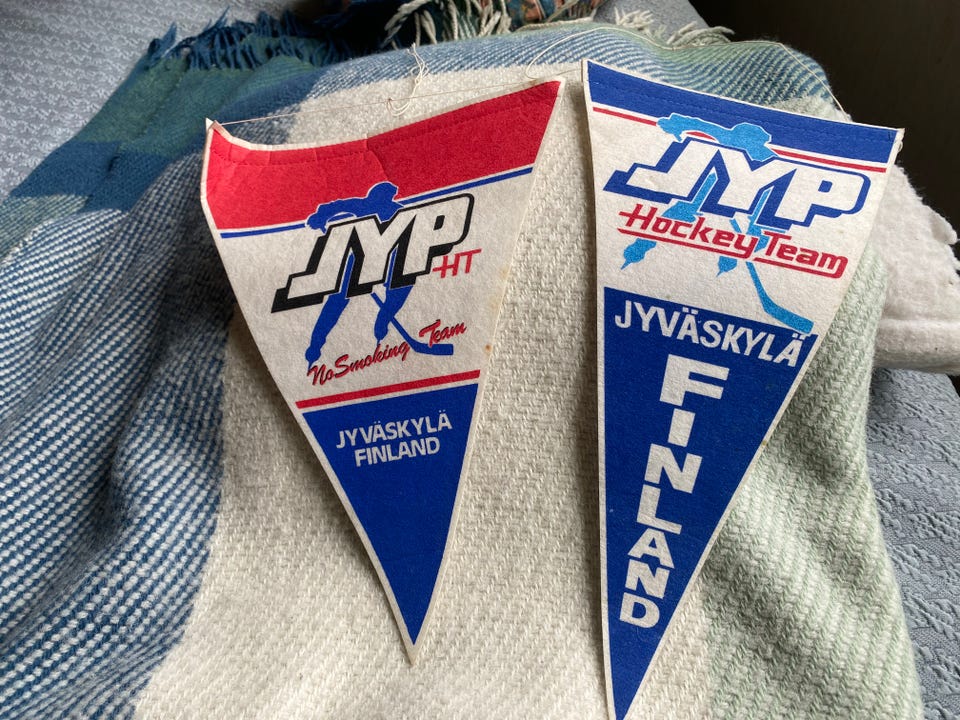 JYP
HT
NoSmoking Team
JYVÄSKYLÄ
FINLAND
JYP
Hockey Team
JYVÄSKYLÄ
FINLAND